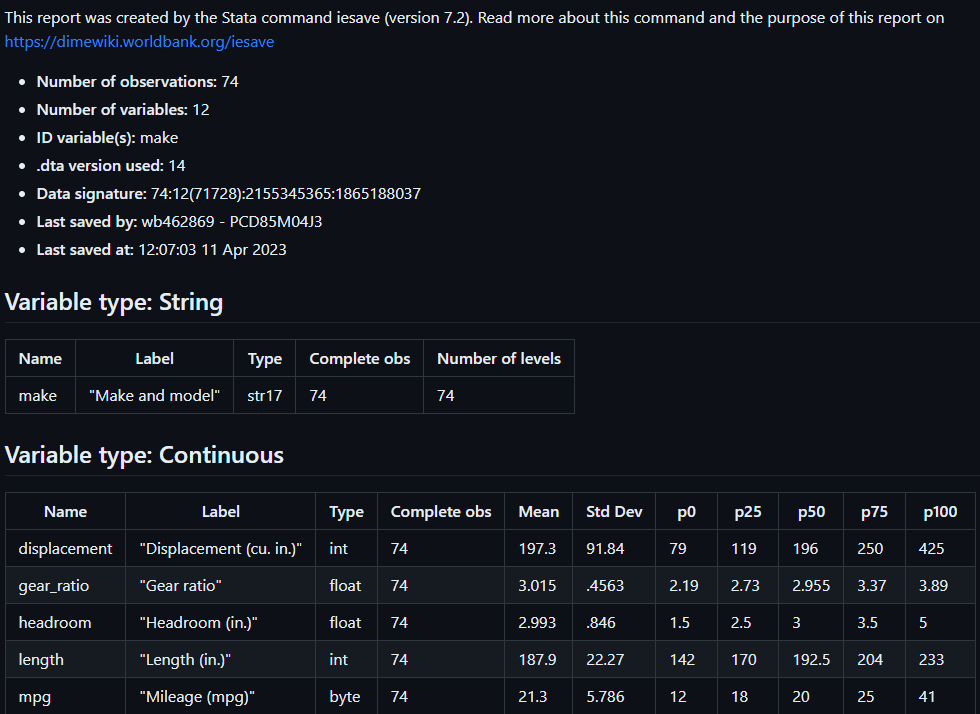 This report was created by the Stata command iesave (version 7.2). Read more about this command and the purpose of this report on
https://dimewiki.worldbank.org/iesave
• Number of observations: 74
• Number of variables: 12
• ID variable(s): make
• .dta version used: 14
• Data signature: 74:12(71728):2155345365:1865188037
• Last saved by: wb462869 - PCD85M04J3
• Last saved at: 12:07:03 11 Apr 2023
Variable type: String
Name Label Type Complete obs Number of levels
make "Make and model" str17 74 74
Variable type: Continuous
Name Label Type Complete obs Mean Std Dev p0 p25 p50 p75 p100
displacement "Displacement (cu. in.)" int 74 197.3 91.84 79 119 196 250 425
gear_ratio "Gear ratio" float 74 3.015 .4563 2.19 2.73 2.955 3.37 3.89
headroom "Headroom (in.)" float 74 2.993 .846 1.5 2.5 3 3.5 5
length "Length (in.)" int 74 187.9 22.27 142 170 192.5 204 233
mpg "Mileage (mpg)" byte 74 21.3 5.786 12 18 20 25 41